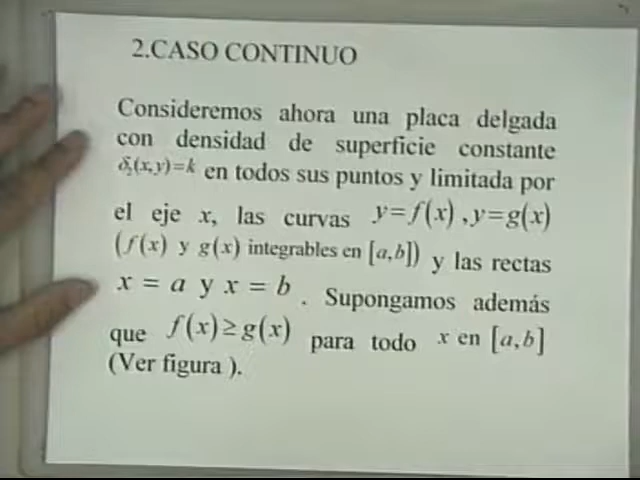 2.CASO CONTINUO
Consideremos ahora una placa delgada
con densidad de superficie constante
δ₂(x,y)=k en todos sus puntos y limitada por
el eje x, las curvas y=f(x) ,y=g(x)
(f(x) y g(x) integrables en [a,b]) y las rectas
x = a y x = b . Supongamos además
que f(x)≥g(x) para todo x en [a,b]
(Ver figura ).